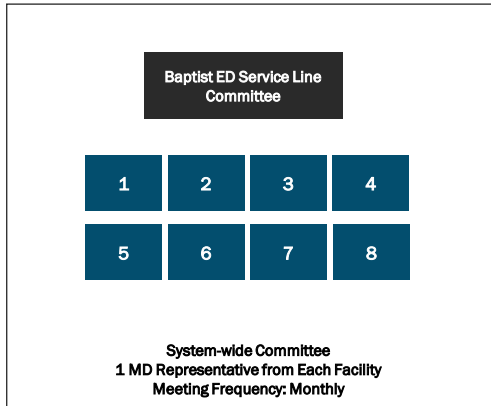 Baptist ED Service Line
Committee
1 2 3 4
5 6 7 8
System-wide Committee
1 MD Representative from Each Facility
Meeting Frequency: Monthly